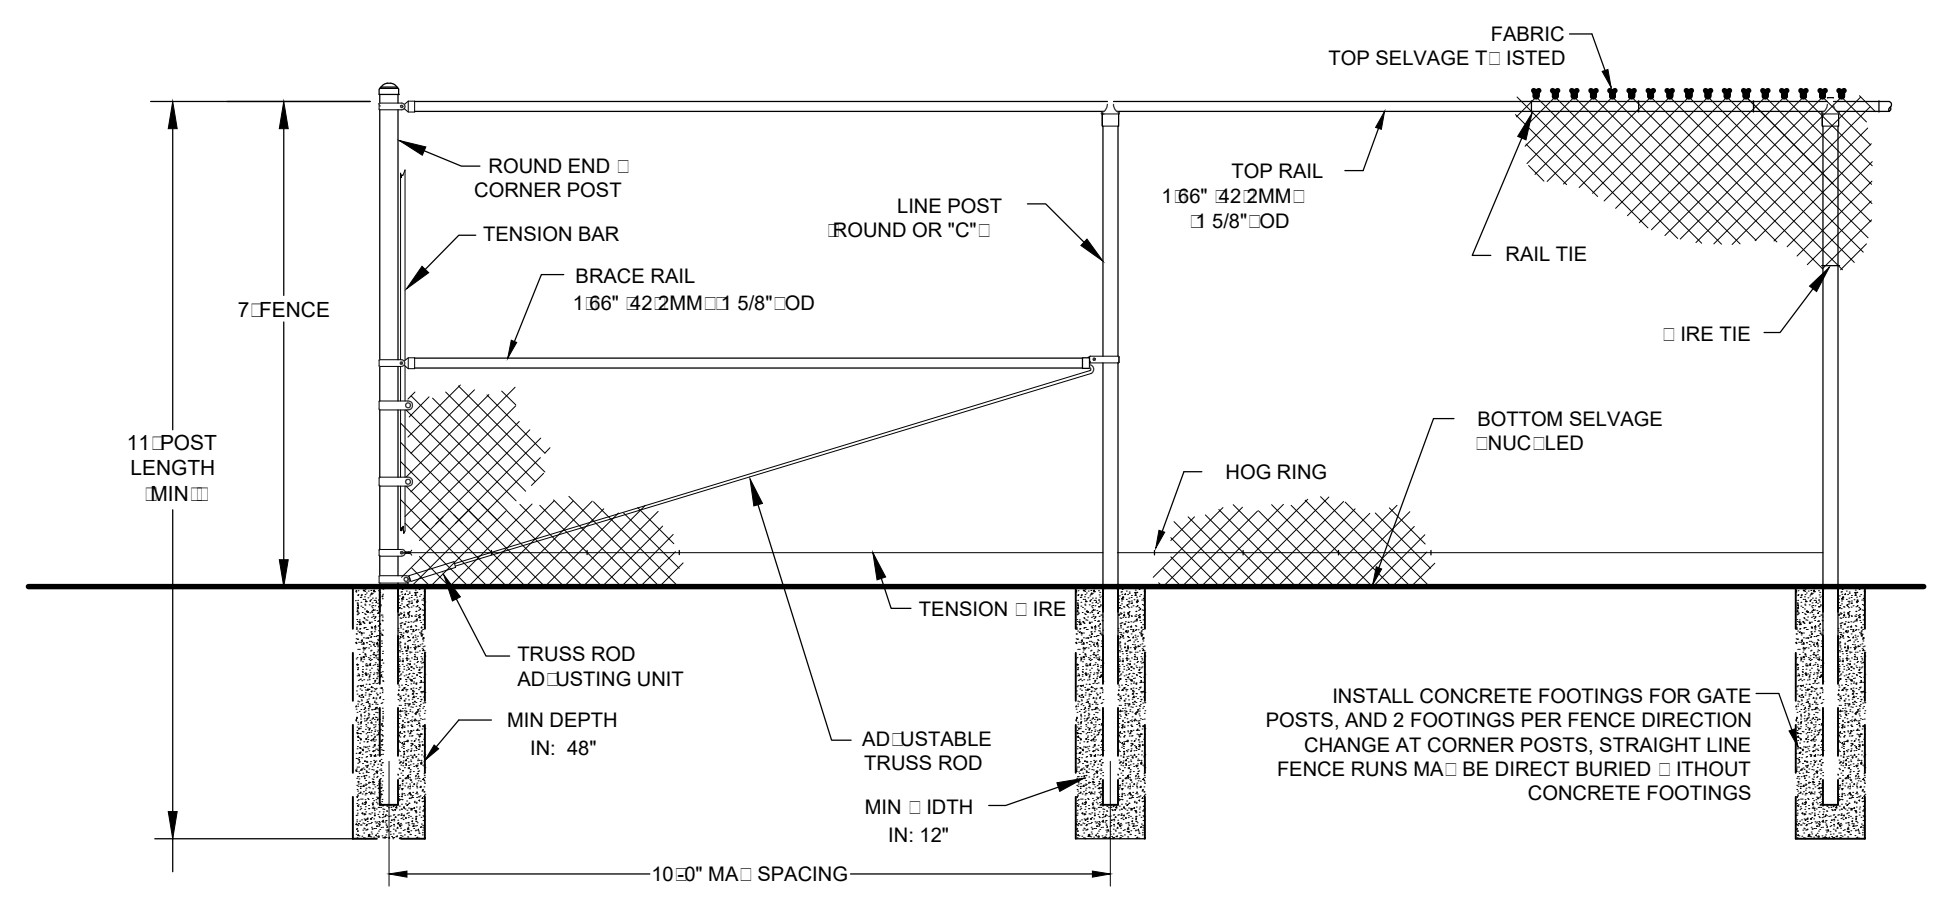 FABRIC
TOP SELVAGE T□ISTED
ROUND END □
CORNER POST
TENSION BAR
BRACE RAIL
1□66" □42□2MM□□1 5/8"□OD
LINE POST
□ROUND OR "C"□
TOP RAIL
1□66" □42□2MM□
□1 5/8"□OD
RAIL TIE
7□FENCE
□IRE TIE
11□POST
LENGTH
□MIN□□
BOTTOM SELVAGE
□NUC□LED
HOG RING
TENSION □IRE
TRUSS ROD
AD□USTING UNIT
MIN DEPTH
IN: 48"
AD□USTABLE
TRUSS ROD
MIN □IDTH
IN: 12"
INSTALL CONCRETE FOOTINGS FOR GATE
POSTS, AND 2 FOOTINGS PER FENCE DIRECTION
CHANGE AT CORNER POSTS, STRAIGHT LINE
FENCE RUNS MA□ BE DIRECT BURIED □ITHOUT
CONCRETE FOOTINGS
10□0" MA□ SPACING